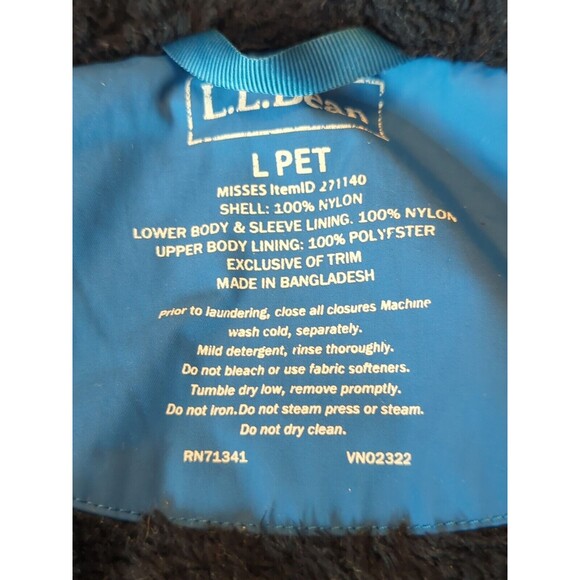 L.L.Bean
L PET
MISSES ItemID 271140
SHELL: 100% NYLON
LOWER BODY & SLEEVE LINING: 100% NYLON
UPPER BODY LINING: 100% POLYESTER
EXCLUSIVE OF TRIM
MADE IN BANGLADESH
Prior to laundering, close all closures Machine
wash cold, separately.
Mild detergent, rinse thoroughly.
Do not bleach or use fabric softeners.
Tumble dry low, remove promptly.
Do not iron. Do not steam press or steam.
Do not dry clean.
RN71341 VN02322